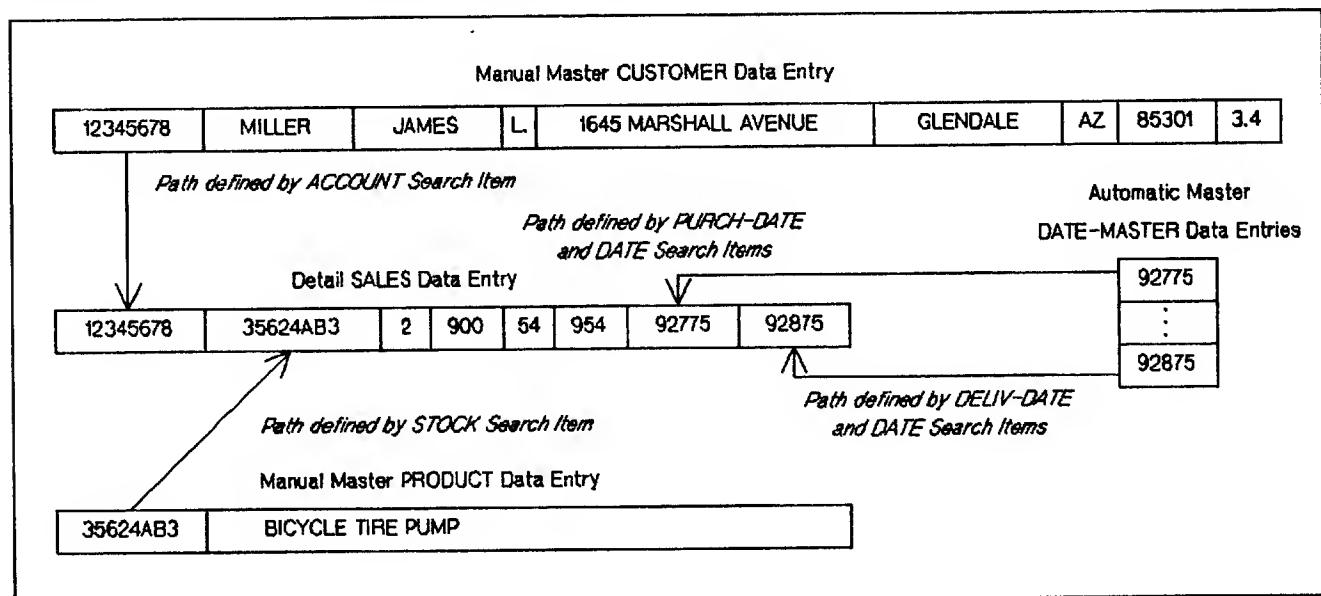 Manual Master CUSTOMER Data Entry
12345678 MILLER JAMES L. 1645 MARSHALL AVENUE GLENDALE AZ 85301 3.4
Path defined by ACCOUNT Search Item
Automatic Master
DATE-MASTER Data Entries
Path defined by PURCH-DATE
and DATE Search Items
92775
⋮
92875
Detail SALES Data Entry
12345678 35624AB3 2 900 54 954 92775 92875
Path defined by DELIV-DATE
and DATE Search Items
Path defined by STOCK Search Item
Manual Master PRODUCT Data Entry
35624AB3 BICYCLE TIRE PUMP